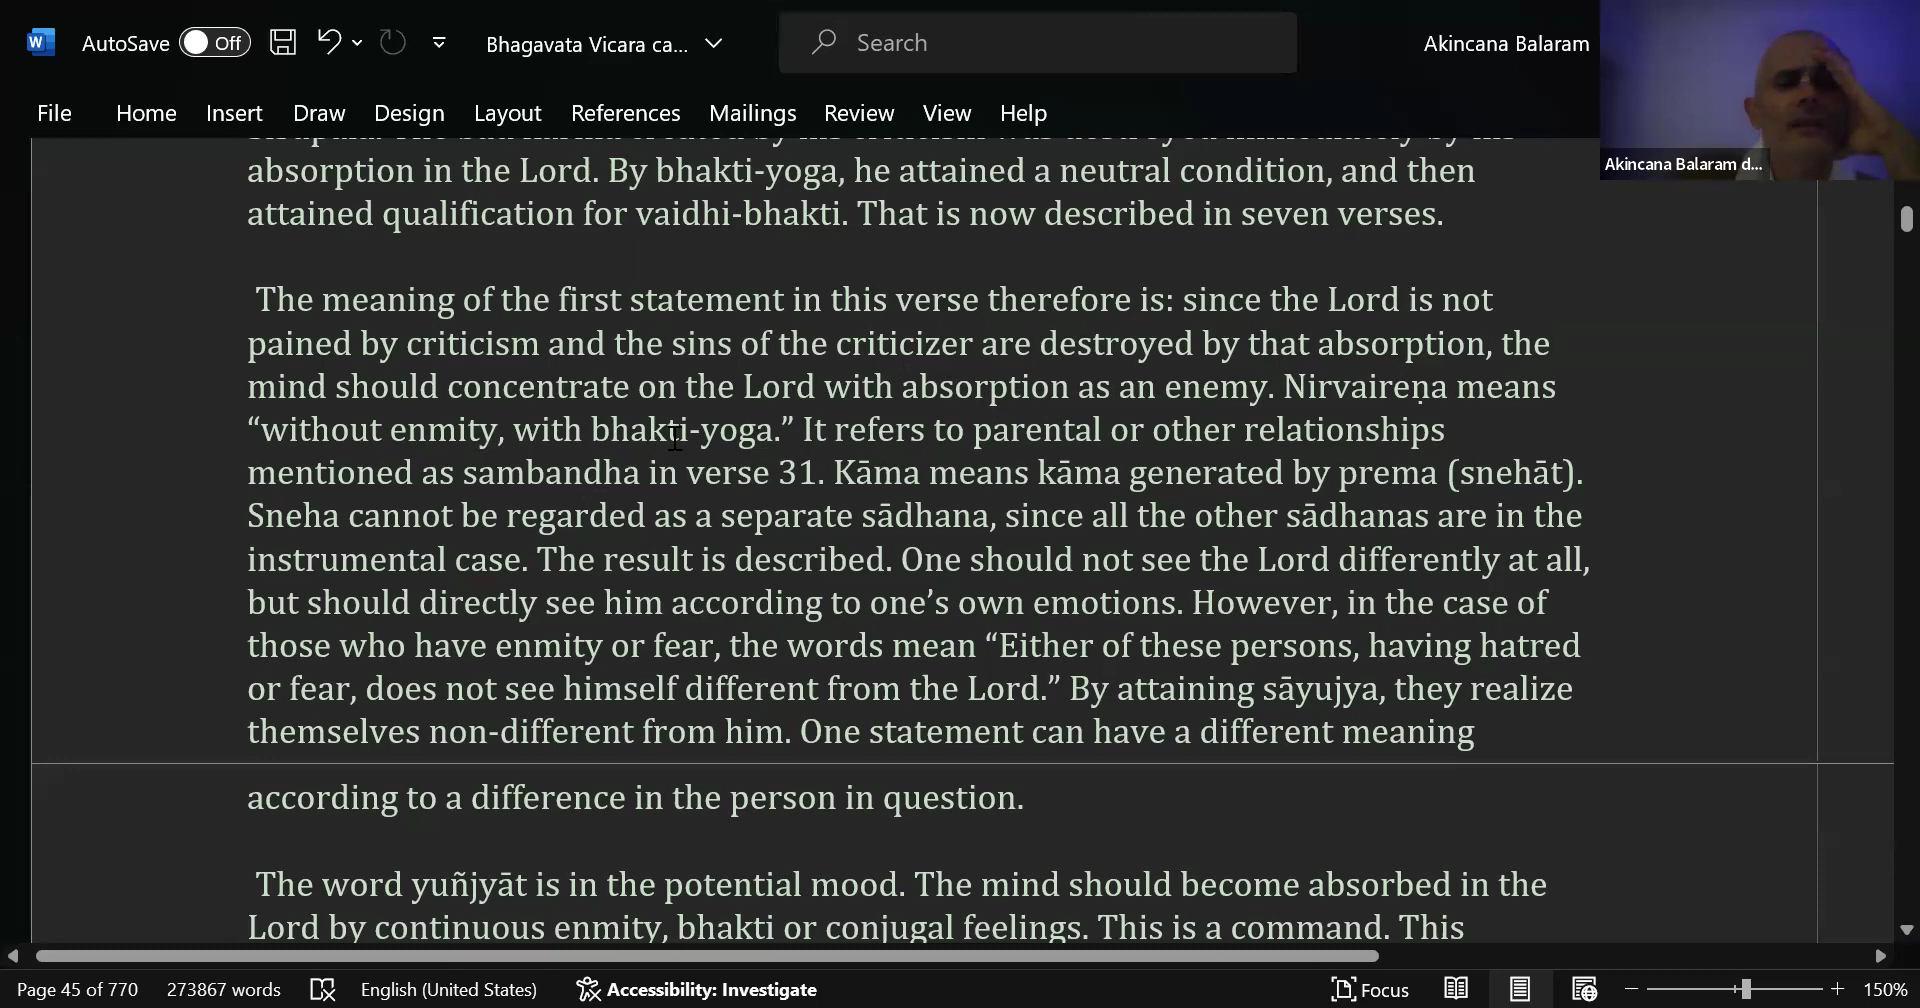 AutoSave Off Bhagavata Vicara ca... Search Akincana Balaram
File Home Insert Draw Design Layout References Mailings Review View Help
Akincana Balaram d...
absorption in the Lord. By bhakti-yoga, he attained a neutral condition, and then
attained qualification for vaidhi-bhakti. That is now described in seven verses.
The meaning of the first statement in this verse therefore is: since the Lord is not
pained by criticism and the sins of the criticizer are destroyed by that absorption, the
mind should concentrate on the Lord with absorption as an enemy. Nirvaireṇa means
“without enmity, with bhakti-yoga.” It refers to parental or other relationships
mentioned as sambandha in verse 31. Kāma means kāma generated by prema (snehāt).
Sneha cannot be regarded as a separate sādhana, since all the other sādhanas are in the
instrumental case. The result is described. One should not see the Lord differently at all,
but should directly see him according to one’s own emotions. However, in the case of
those who have enmity or fear, the words mean “Either of these persons, having hatred
or fear, does not see himself different from the Lord.” By attaining sāyujya, they realize
themselves non-different from him. One statement can have a different meaning
according to a difference in the person in question.
The word yuñjyāt is in the potential mood. The mind should become absorbed in the
Lord by continuous enmity, bhakti or conjugal feelings. This is a command. This
Page 45 of 770 273867 words English (United States) Accessibility: Investigate Focus 150%